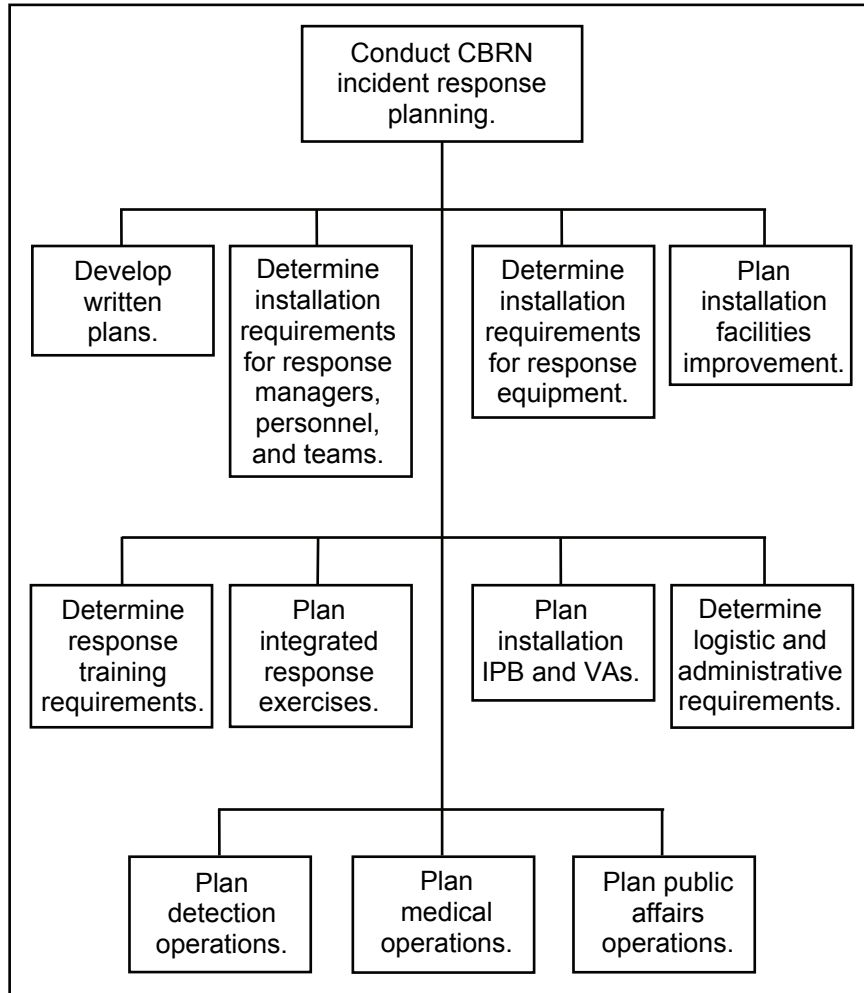 Conduct CBRN
incident response
planning.
Develop
written
plans.
Determine
installation
requirements
for response
managers,
personnel,
and teams.
Determine
installation
requirements
for response
equipment.
Plan
installation
facilities
improvement.
Determine
response
training
requirements.
Plan
integrated
response
exercises.
Plan
installation
IPB and VAs.
Determine
logistic and
administrative
requirements.
Plan
detection
operations.
Plan
medical
operations.
Plan public
affairs
operations.